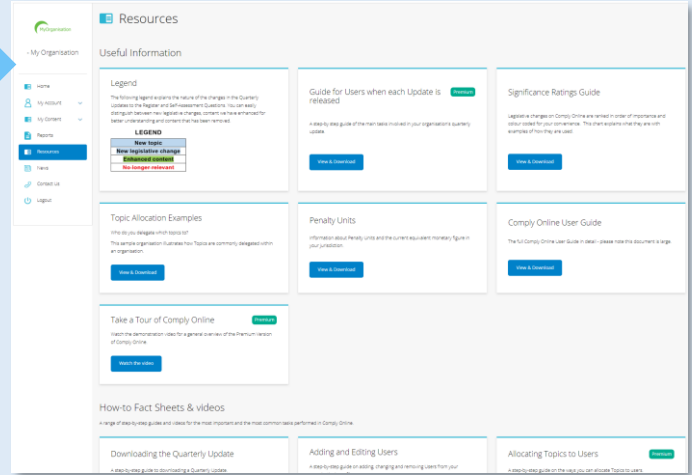 MyOrganisation
- My Organisation
Home
My Account
My Content
Reports
Resources
News
Contact Us
Logout
Resources
Useful Information
Legend
The following legend explains the nature of the changes in the Quarterly
Updates to the Register and Self-Assessment Questions. You can easily
distinguish between new legislative changes, content we have enhanced for
better understanding and content that has been removed
LEGEND
New topic
New legislative change
Enhanced content
No longer relevant
Guide for Users when each Update is
released
Premium
A step-by-step guide of the main tasks involved in your organisation's quarterly
update.
View & Download
Significance Ratings Guide
Legislative changes on Comply Online are ranked in order of importance and
colour coded for your convenience. This chart explains what they are with
examples of how they are used.
View & Download
Topic Allocation Examples
Who do you delegate which topics to?
This sample organisation illustrates how Topics are commonly delegated within
an organisation.
View & Download
Penalty Units
Information about Penalty units and the current equivalent monetary figure in
your jurisdiction.
View & Download
Comply Online User Guide
The full Comply Online User Guide in detail - please note this document is large.
View & Download
Take a Tour of Comply Online
Premium
Watch the demonstration video for a general overview of the Premium version
of Comply Online.
Watch the video
How-to Fact Sheets & videos
A range of step-by-step guides and videos for the most important and the most common tasks performed in Comply Online.
Downloading the Quarterly Update
A step-by-step guide to downloading a Quarterly Update.
Adding and Editing Users
A step-by-step guide on adding, changing and removing users from your
Allocating Topics to Users
Premium
A step-by-step guide on the ways you can allocate Topics to users